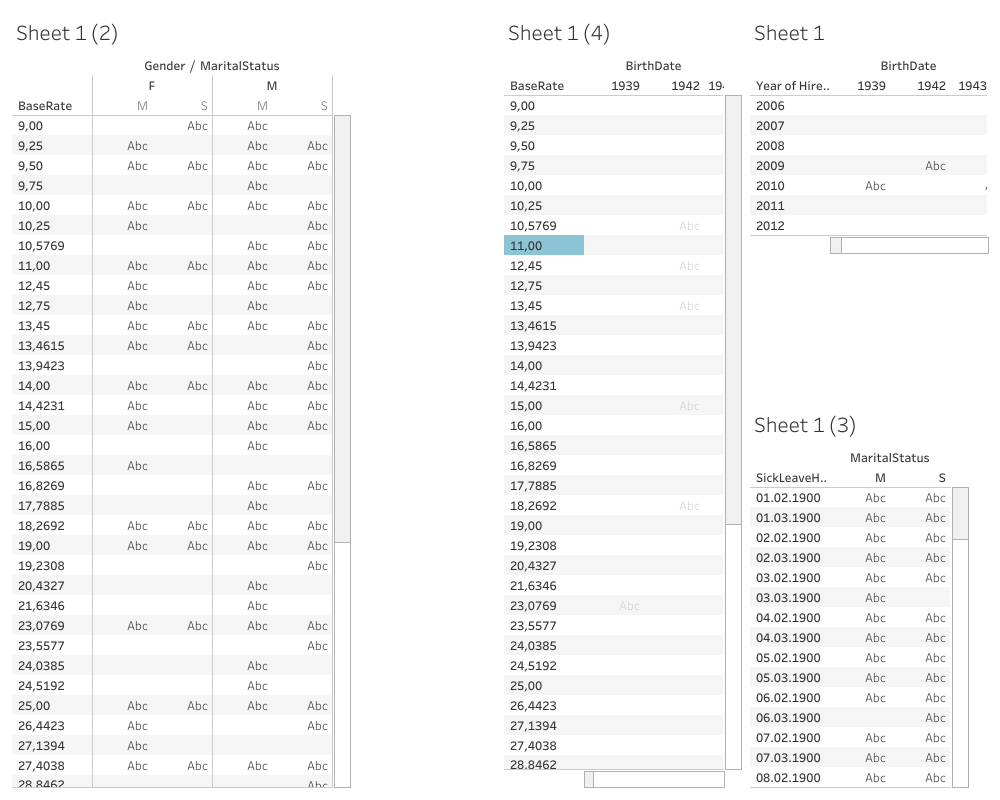 Sheet 1 (2)
Gender / MaritalStatus
F M
BaseRate M S M S
9,00 Abc Abc
9,25 Abc Abc Abc
9,50 Abc Abc Abc Abc
9,75 Abc
10,00 Abc Abc Abc Abc
10,25 Abc Abc
10,5769 Abc Abc
11,00 Abc Abc Abc Abc
12,45 Abc Abc Abc
12,75 Abc Abc
13,45 Abc Abc Abc Abc
13,4615 Abc Abc Abc
13,9423 Abc
14,00 Abc Abc Abc Abc
14,4231 Abc Abc Abc
15,00 Abc Abc Abc
16,00 Abc
16,5865 Abc
16,8269 Abc Abc
17,7885 Abc
18,2692 Abc Abc Abc Abc
19,00 Abc Abc Abc Abc
19,2308 Abc
20,4327 Abc
21,6346 Abc
23,0769 Abc Abc Abc Abc
23,5577 Abc
24,0385 Abc
24,5192 Abc
25,00 Abc Abc Abc Abc
26,4423 Abc Abc
27,1394 Abc
27,4038 Abc Abc Abc Abc
28,8462 Abc
Sheet 1 (4)
BirthDate
BaseRate 1939 1942 194
9,00
9,25
9,50
9,75
10,00
10,25
10,5769 Abc
11,00
12,45 Abc
12,75
13,45 Abc
13,4615
13,9423
14,00
14,4231
15,00 Abc
16,00
16,5865
16,8269
17,7885
18,2692 Abc
19,00
19,2308
20,4327
21,6346
23,0769 Abc
23,5577
24,0385
24,5192
25,00
26,4423
27,1394
27,4038
28,8462
Sheet 1
BirthDate
Year of Hire.. 1939 1942 1943
2006
2007
2008
2009 Abc
2010 Abc
2011
2012
Sheet 1 (3)
MaritalStatus
SickLeaveH.. M S
01.02.1900 Abc Abc
01.03.1900 Abc Abc
02.02.1900 Abc Abc
02.03.1900 Abc Abc
03.02.1900 Abc Abc
03.03.1900 Abc
04.02.1900 Abc Abc
04.03.1900 Abc Abc
05.02.1900 Abc Abc
05.03.1900 Abc Abc
06.02.1900 Abc Abc
06.03.1900 Abc
07.02.1900 Abc Abc
07.03.1900 Abc Abc
08.02.1900 Abc Abc